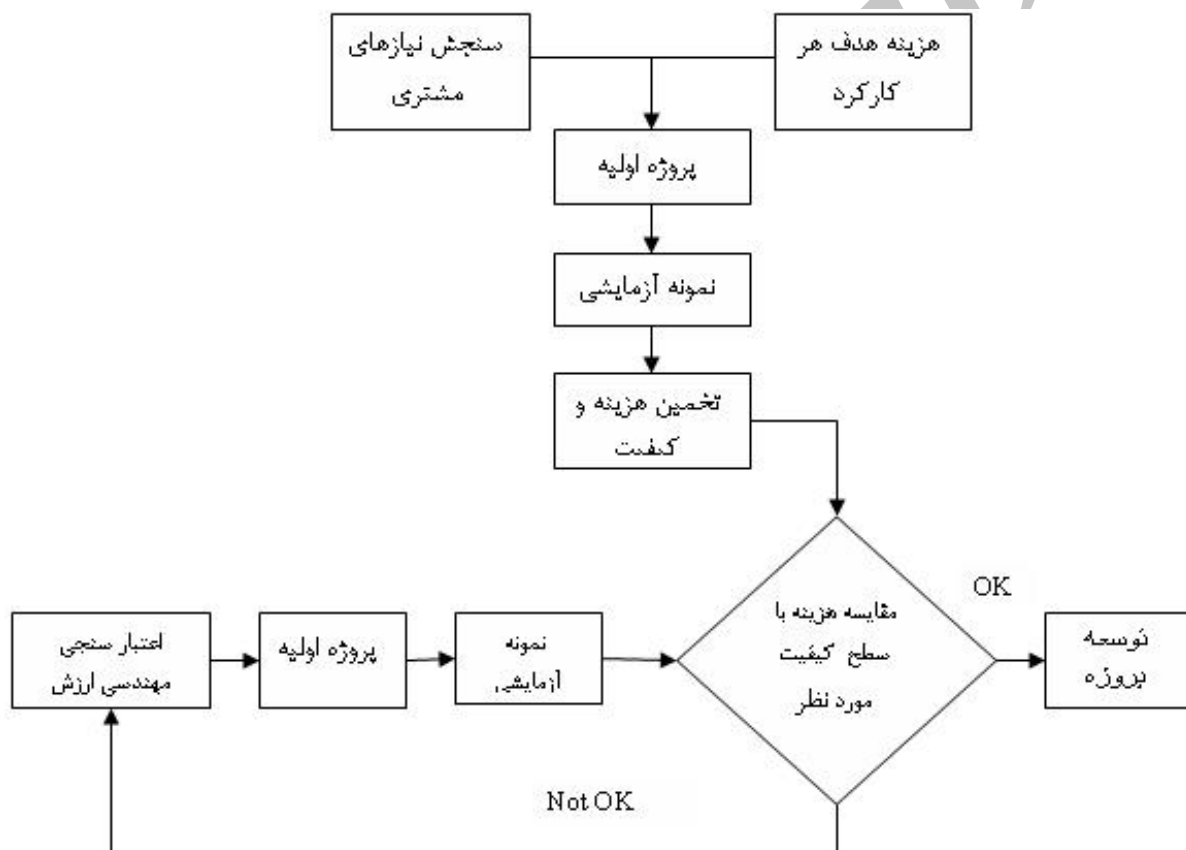 هزینه هدف هر
کارکرد
سنجش نیازهای
مشتری
پروژه اولیه
نمونه آزمایشی
تخمین هزینه و
کیفیت
مقایسه هزینه با
سطح کیفیت
مورد نظر
OK
توسعه
پروژه
نمونه
آزمایشی
پروژه اولیه
اعتبار سنجی
مهندسی ارزش
Not OK